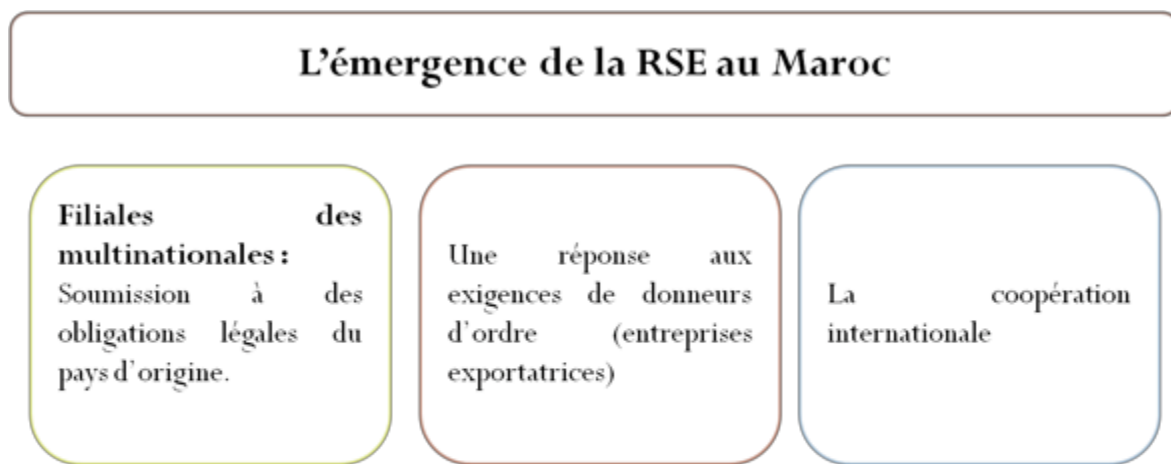 L’émergence de la RSE au Maroc
Filiales des
multinationales :
Soumission à des
obligations légales du
pays d’origine.
Une réponse aux
exigences de donneurs
d’ordre (entreprises
exportatrices)
La coopération
internationale